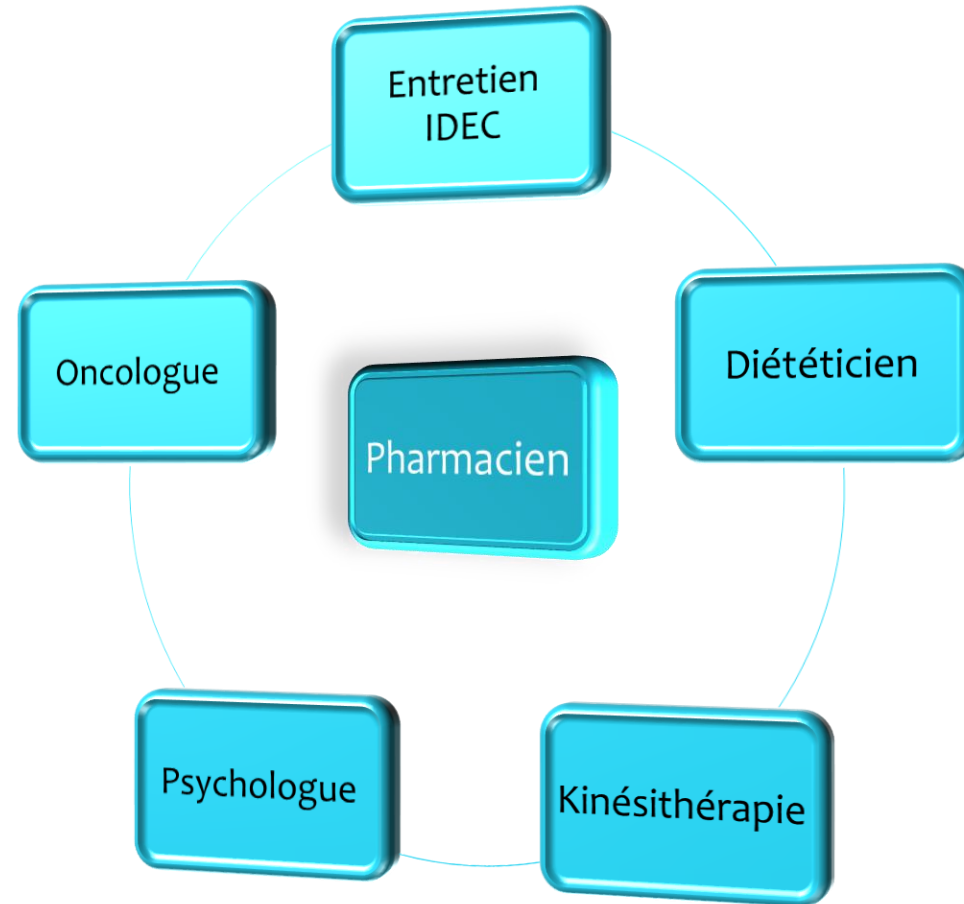 Entretien
IDEC
Oncologue
Diététicien
Pharmacien
Psychologue
Kinésithérapie